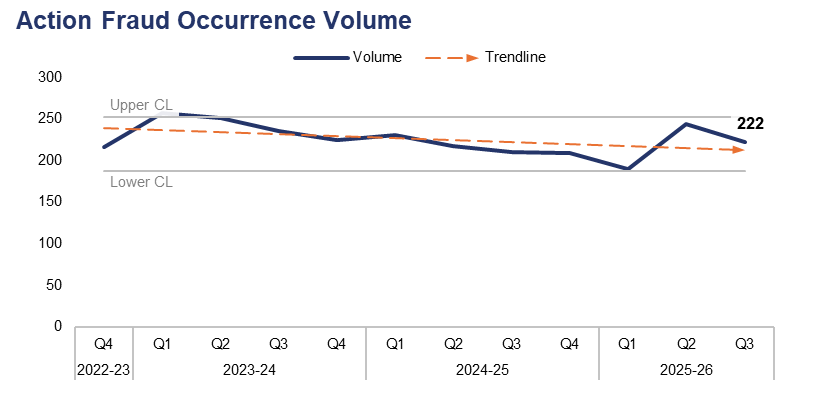 Action Fraud Occurrence Volume
Volume Trendline
300
Upper CL
250
222
200
Lower CL
150
100
50
0
Q4 Q1 Q2 Q3 Q4 Q1 Q2 Q3 Q4 Q1 Q2 Q3
2022-23 2023-24 2024-25 2025-26